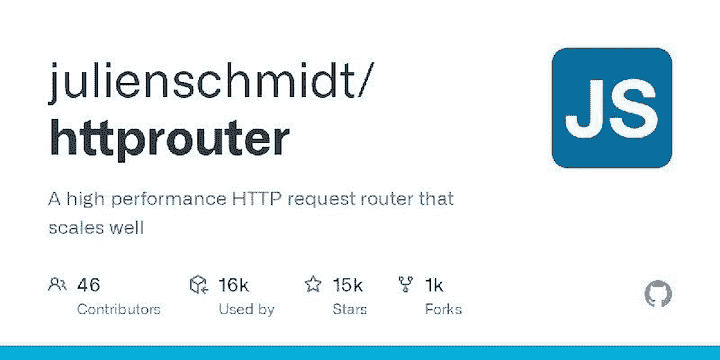 julienschmidt/
httprouter
JS
A high performance HTTP request router that
scales well
46
Contributors
16k
Used by
15k
Stars
1k
Forks